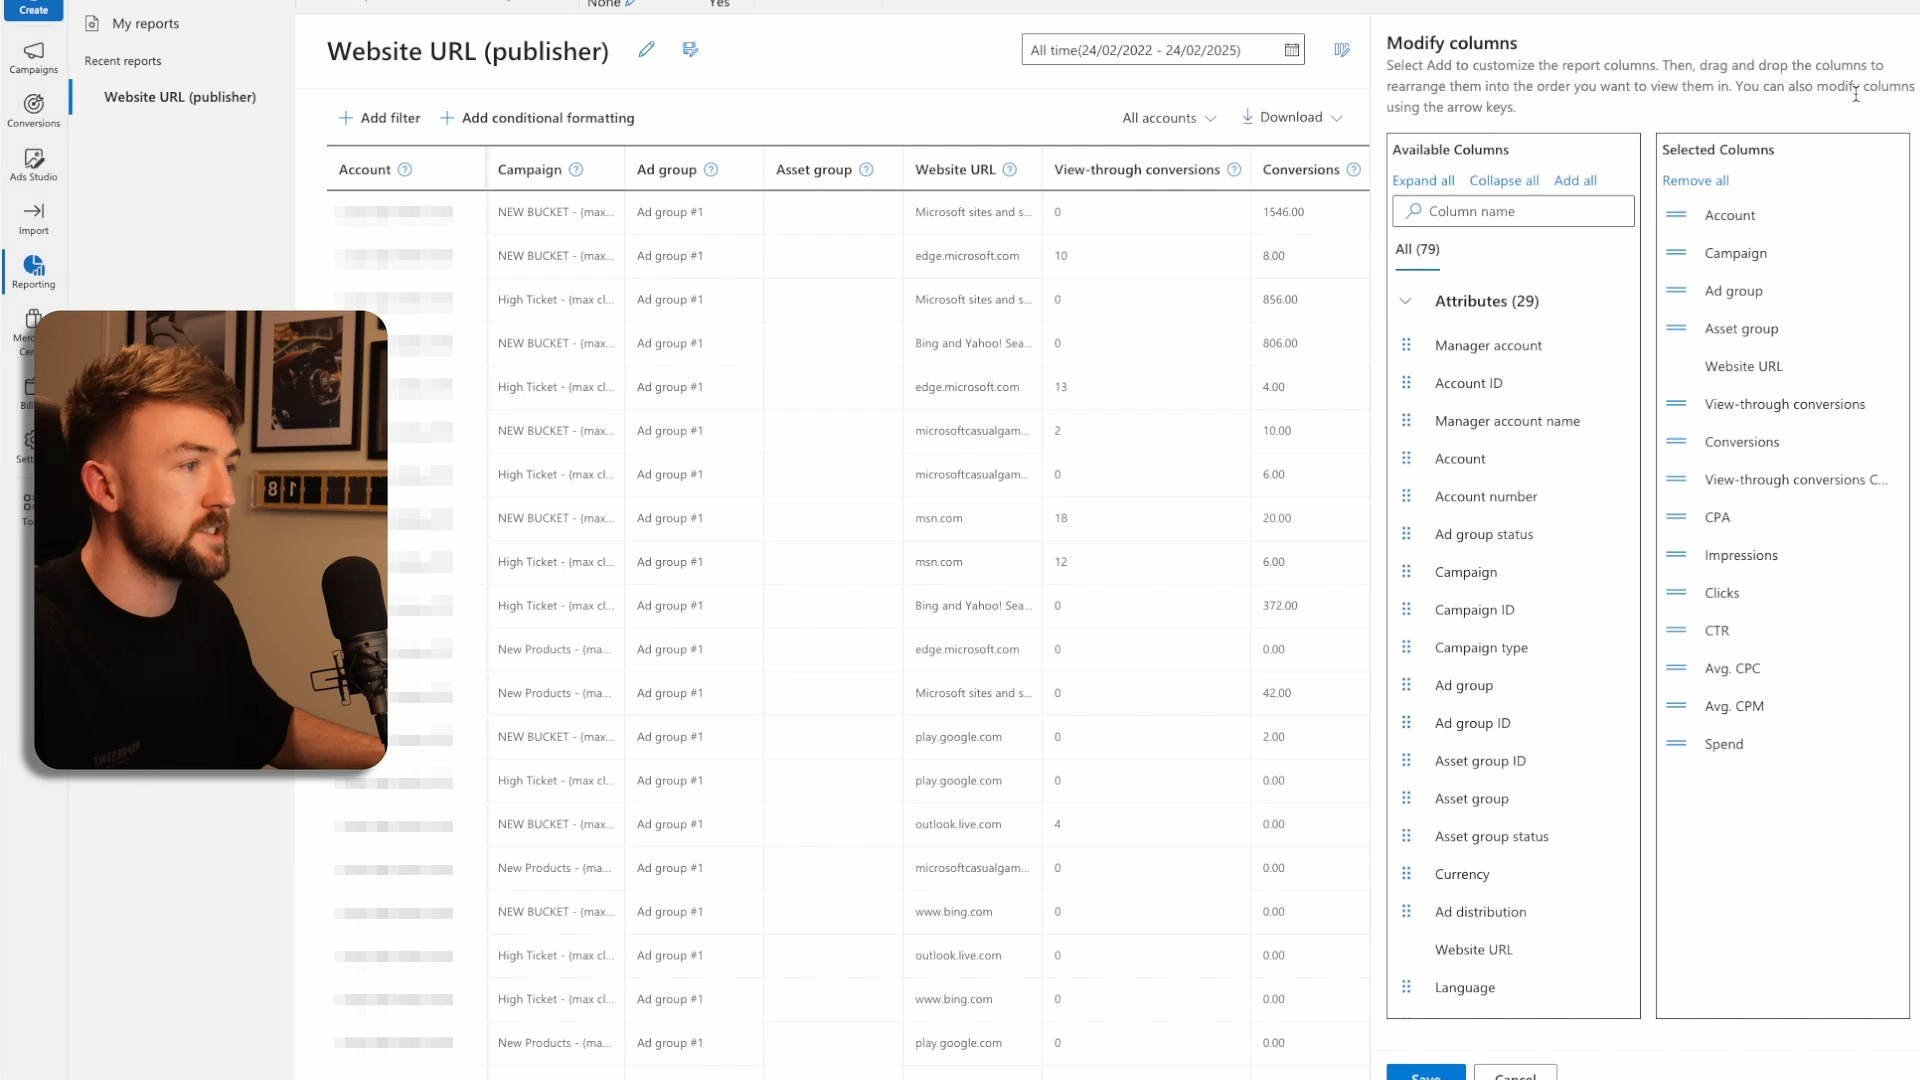 None
Yes
Create
My reports
Recent reports
Website URL (publisher)
Campaigns
Conversions
Ads Studio
Import
Reporting
Website URL (publisher)
All time(24/02/2022 - 24/02/2025)
Add filter
Add conditional formatting
All accounts
Download
Account Campaign Ad group Asset group Website URL View-through conversions Conversions
NEW BUCKET - (max... Ad group #1 Microsoft sites and s... 0 1546.00
NEW BUCKET - (max... Ad group #1 edge.microsoft.com 10 8.00
High Ticket - (max cl... Ad group #1 Microsoft sites and s... 0 856.00
NEW BUCKET - (max... Ad group #1 Bing and Yahoo! Sea... 0 806.00
High Ticket - (max cl... Ad group #1 edge.microsoft.com 13 4.00
NEW BUCKET - (max... Ad group #1 microsoftcasualgam... 2 10.00
High Ticket - (max cl... Ad group #1 microsoftcasualgam... 0 6.00
NEW BUCKET - (max... Ad group #1 msn.com 18 20.00
High Ticket - (max cl... Ad group #1 msn.com 12 6.00
High Ticket - (max cl... Ad group #1 Bing and Yahoo! Sea... 0 372.00
New Products - (ma... Ad group #1 edge.microsoft.com 0 0.00
New Products - (ma... Ad group #1 Microsoft sites and s... 0 42.00
NEW BUCKET - (max... Ad group #1 play.google.com 0 2.00
High Ticket - (max cl... Ad group #1 play.google.com 0 0.00
NEW BUCKET - (max... Ad group #1 outlook.live.com 4 0.00
New Products - (ma... Ad group #1 microsoftcasualgam... 0 0.00
NEW BUCKET - (max... Ad group #1 www.bing.com 0 0.00
High Ticket - (max cl... Ad group #1 outlook.live.com 0 0.00
High Ticket - (max cl... Ad group #1 www.bing.com 0 0.00
New Products - (ma... Ad group #1 play.google.com 0 0.00
Modify columns
Select Add to customize the report columns. Then, drag and drop the columns to
rearrange them into the order you want to view them in. You can also modify columns
using the arrow keys.
Available Columns
Expand all Collapse all Add all
Column name
All (79)
Attributes (29)
Manager account
Account ID
Manager account name
Account
Account number
Ad group status
Campaign
Campaign ID
Campaign type
Ad group
Ad group ID
Asset group ID
Asset group
Asset group status
Currency
Ad distribution
Website URL
Language
Selected Columns
Remove all
Account
Campaign
Ad group
Asset group
Website URL
View-through conversions
Conversions
View-through conversions C...
CPA
Impressions
Clicks
CTR
Avg. CPC
Avg. CPM
Spend
Save Cancel